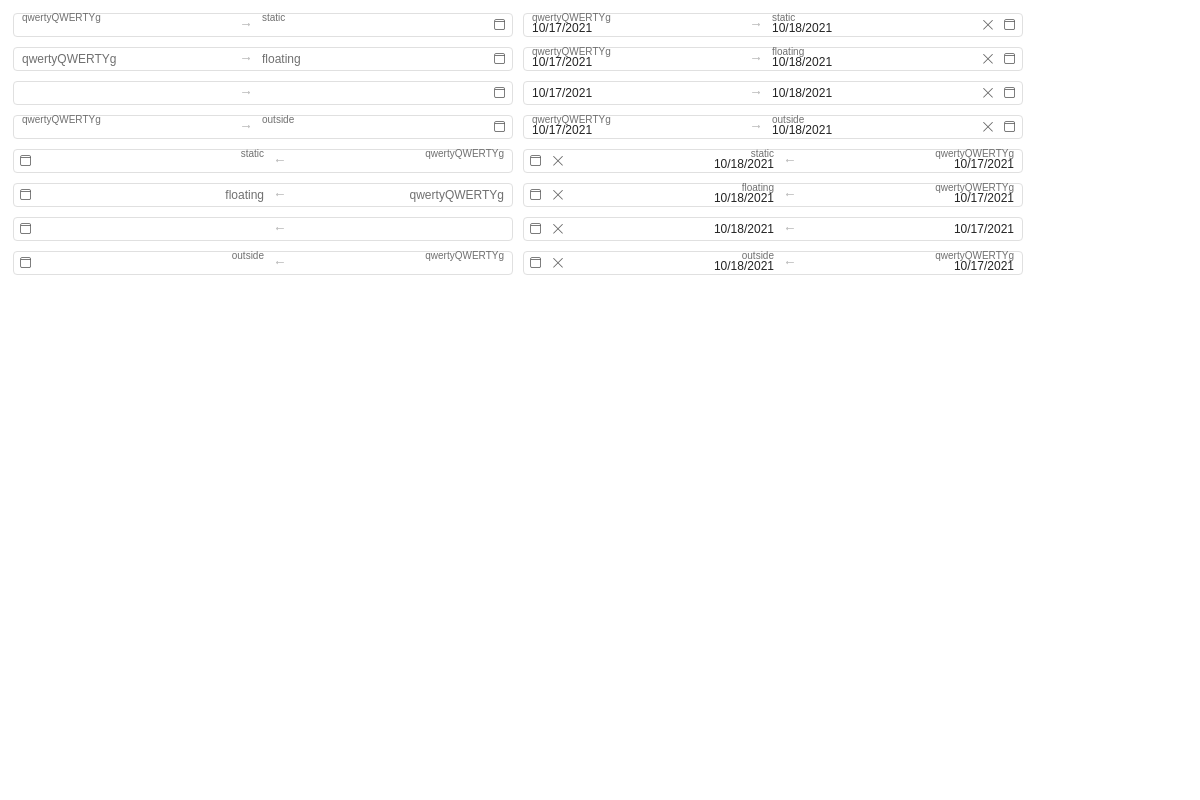 qwertyQWERTYg → static qwertyQWERTYg static
10/17/2021 → 10/18/2021
qwertyQWERTYg → floating qwertyQWERTYg floating
10/17/2021 → 10/18/2021
→ 10/17/2021 → 10/18/2021
qwertyQWERTYg → outside qwertyQWERTYg outside
10/17/2021 → 10/18/2021
static ← qwertyQWERTYg static qwertyQWERTYg
10/18/2021 ← 10/17/2021
floating ← qwertyQWERTYg floating qwertyQWERTYg
10/18/2021 ← 10/17/2021
← 10/18/2021 ← 10/17/2021
outside ← qwertyQWERTYg outside qwertyQWERTYg
10/18/2021 ← 10/17/2021